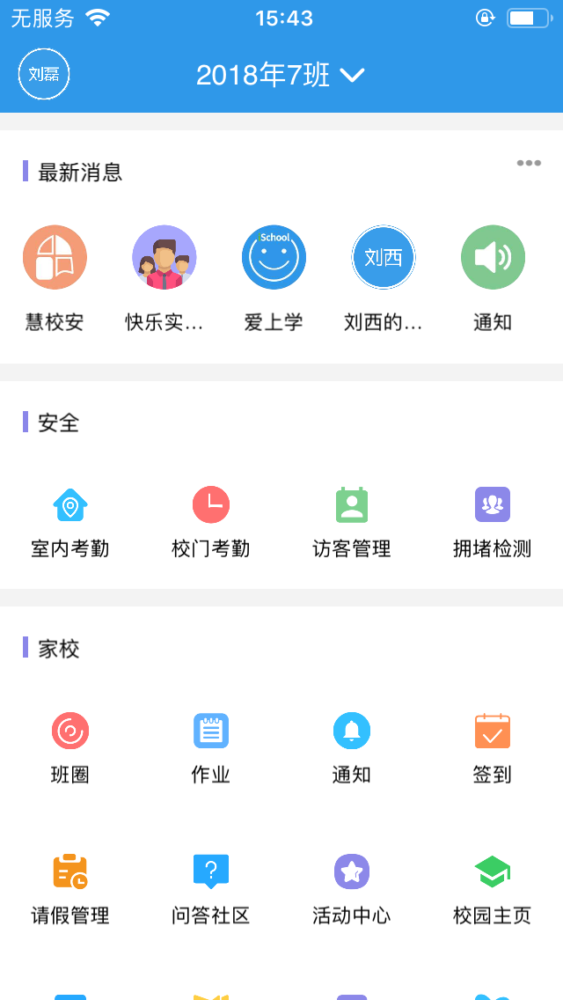 无服务 15:43
刘磊 2018年7班
最新消息
School 刘西
慧校安 快乐实... 爱上学 刘西的... 通知
安全
室内考勤 校门考勤 访客管理 拥堵检测
家校
班圈 作业 通知 签到
请假管理 问答社区 活动中心 校园主页